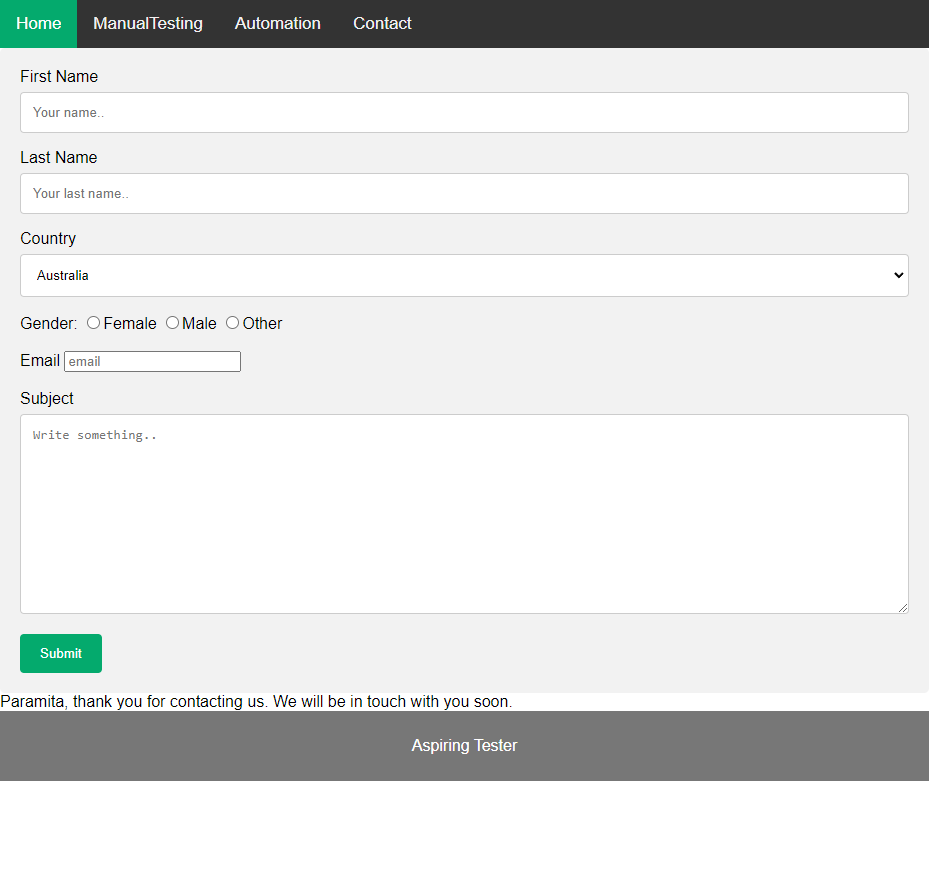 Home ManualTesting Automation Contact
First Name
Your name..
Last Name
Your last name..
Country
Australia
Gender: Female Male Other
Email email
Subject
Write something..
Submit
Paramita, thank you for contacting us. We will be in touch with you soon.
Aspiring Tester